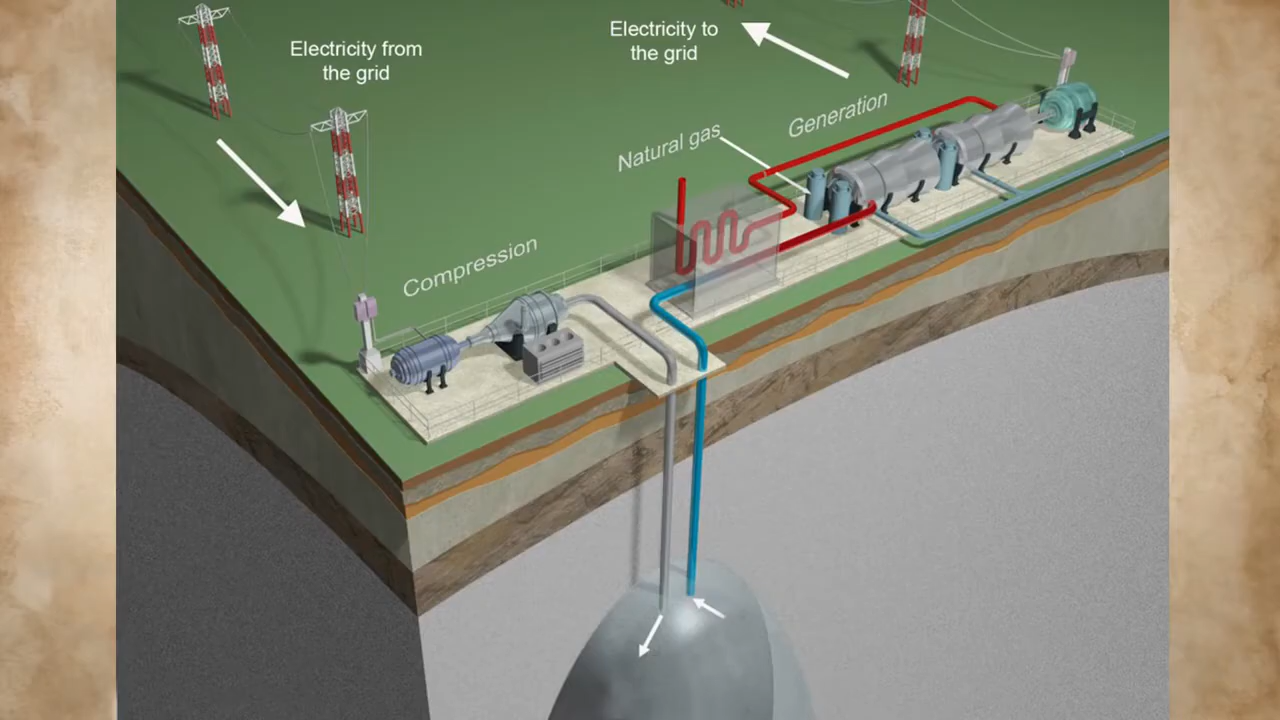 Electricity from
the grid
Electricity to
the grid
Natural gas
Generation
Compression